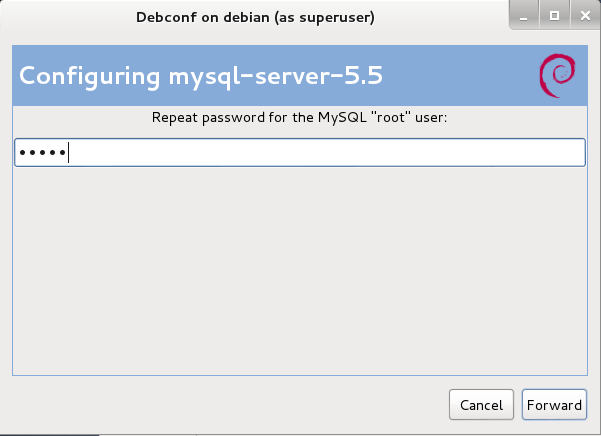 Debconf on debian (as superuser)
Configuring mysql-server-5.5
Repeat password for the MySQL "root" user:
•••••
Cancel Forward